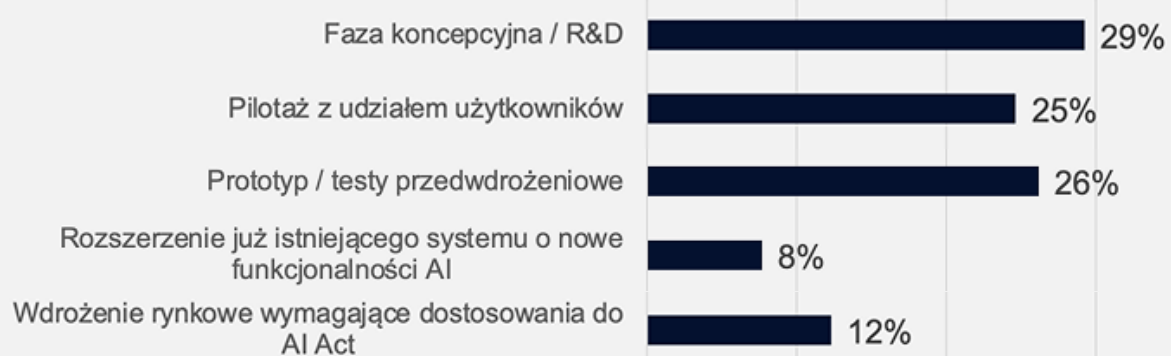 Faza koncepcyjna / R&D 29%
Pilotaż z udziałem użytkowników 25%
Prototyp / testy przedwdrożeniowe 26%
Rozszerzenie już istniejącego systemu o nowe
funkcjonalności AI 8%
Wdrożenie rynkowe wymagające dostosowania do
AI Act 12%